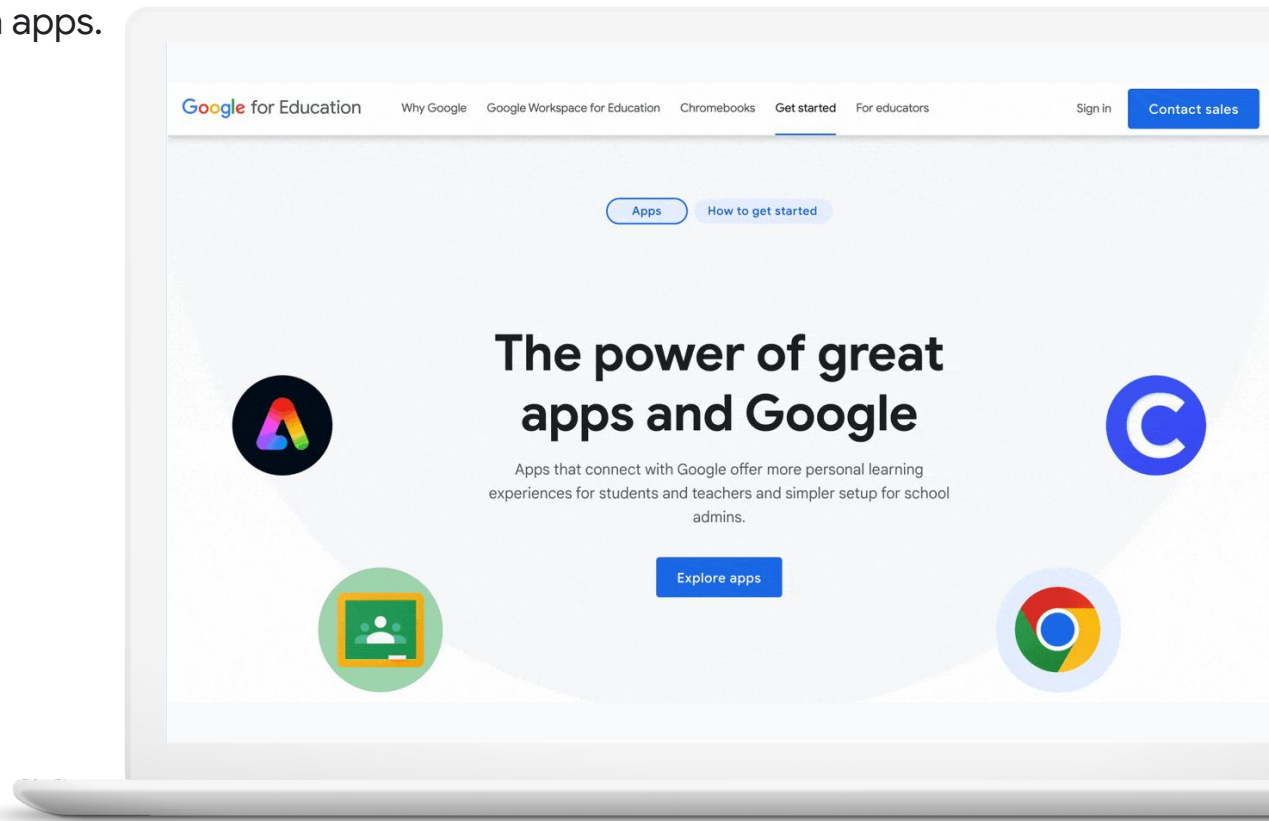 apps.
Google for Education
Why Google
Google Workspace for Education
Chromebooks
Get started
For educators
Sign in
Contact sales
Apps
How to get started
The power of great
apps and Google
Apps that connect with Google offer more personal learning
experiences for students and teachers and simpler setup for school
admins.
Explore apps